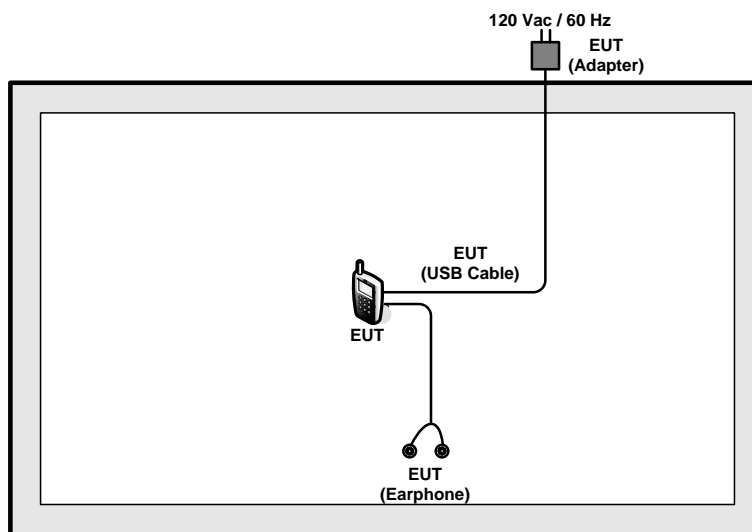 120 Vac / 60 Hz
EUT
(Adapter)
EUT
(USB Cable)
EUT
EUT
(Earphone)